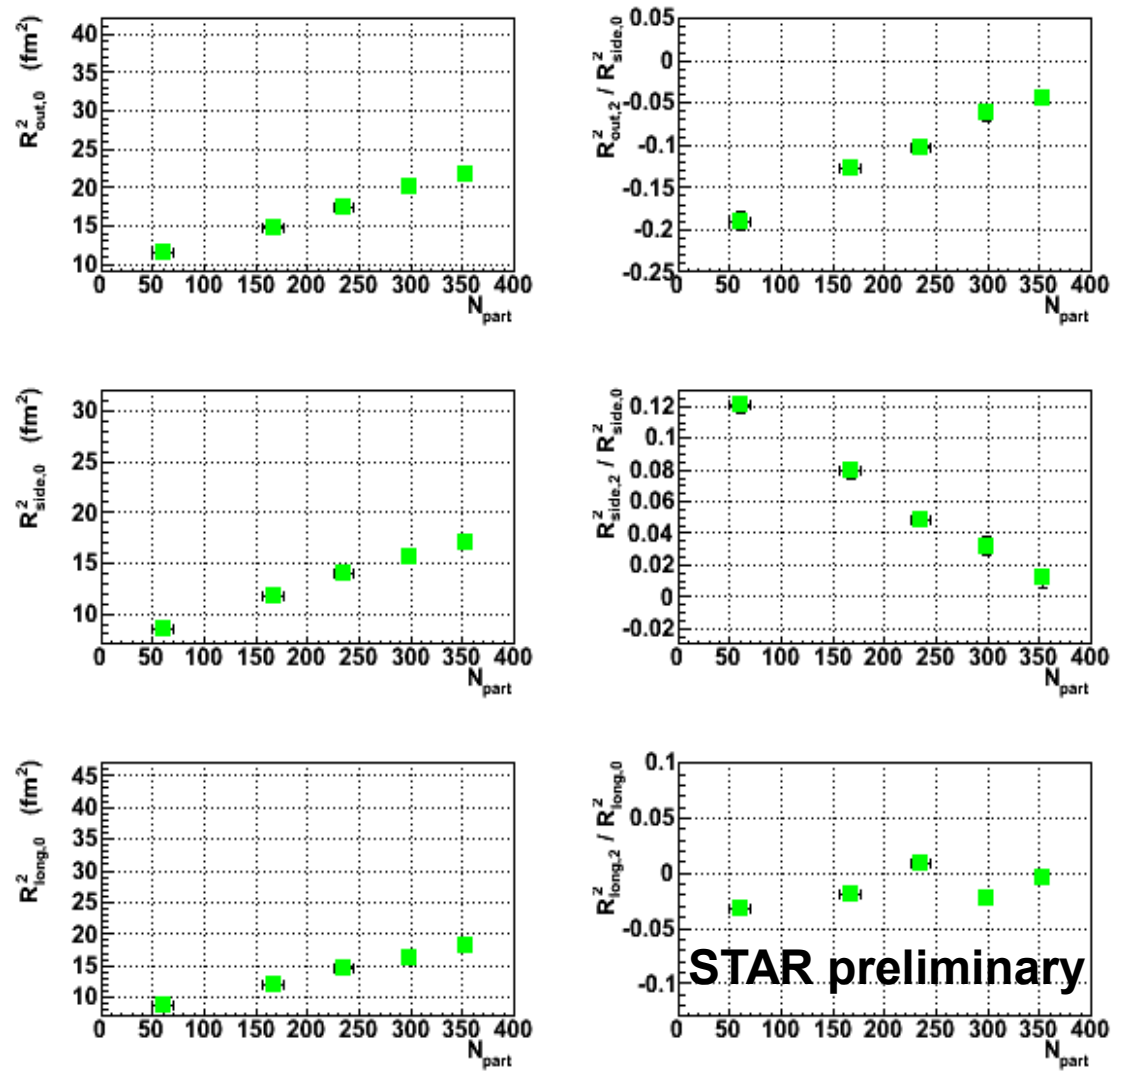 R²out,0 (fm²)
40
35
30
25
20
15
10
0 50 100 150 200 250 300 350 400
Npart
R²out,2 / R²side,0
0.05
0
-0.05
-0.1
-0.15
-0.2
-0.25
0 50 100 150 200 250 300 350 400
Npart
R²side,0 (fm²)
30
25
20
15
10
0 50 100 150 200 250 300 350 400
Npart
R²side,2 / R²side,0
0.12
0.1
0.08
0.06
0.04
0.02
0
-0.02
0 50 100 150 200 250 300 350 400
Npart
R²long,0 (fm²)
45
40
35
30
25
20
15
10
0 50 100 150 200 250 300 350 400
Npart
R²long,2 / R²long,0
0.1
0.05
0
-0.05
-0.1
STAR preliminary
0 50 100 150 200 250 300 350 400
Npart